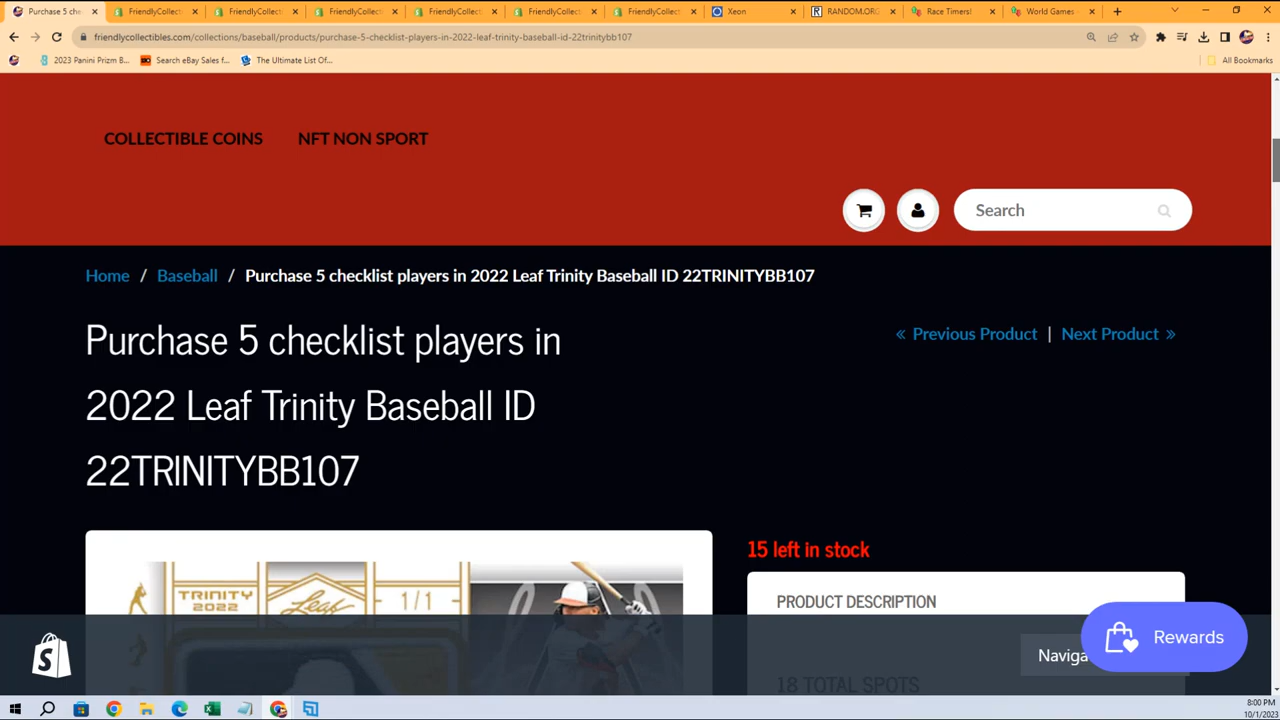 Purchase 5 che
FriendlyCollect
FriendlyCollect
FriendlyCollect
FriendlyCollect
FriendlyCollect
FriendlyCollect
Xeon
RANDOM.ORG
Race Timers!
World Games
friendlycollectibles.com/collections/baseball/products/purchase-5-checklist-players-in-2022-leaf-trinity-baseball-id-22trinitybb107
2023 Panini Prizm B...
Search eBay Sales f...
The Ultimate List Of...
All Bookmarks
COLLECTIBLE COINS NFT NON SPORT
Search
Home / Baseball / Purchase 5 checklist players in 2022 Leaf Trinity Baseball ID 22TRINITYBB107
Purchase 5 checklist players in
2022 Leaf Trinity Baseball ID
22TRINITYBB107
« Previous Product | Next Product »
15 left in stock
TRINITY
2022
Leaf
1/1
PRODUCT DESCRIPTION
18 TOTAL SPOTS
Naviga
Rewards
8:00 PM
10/1/2023